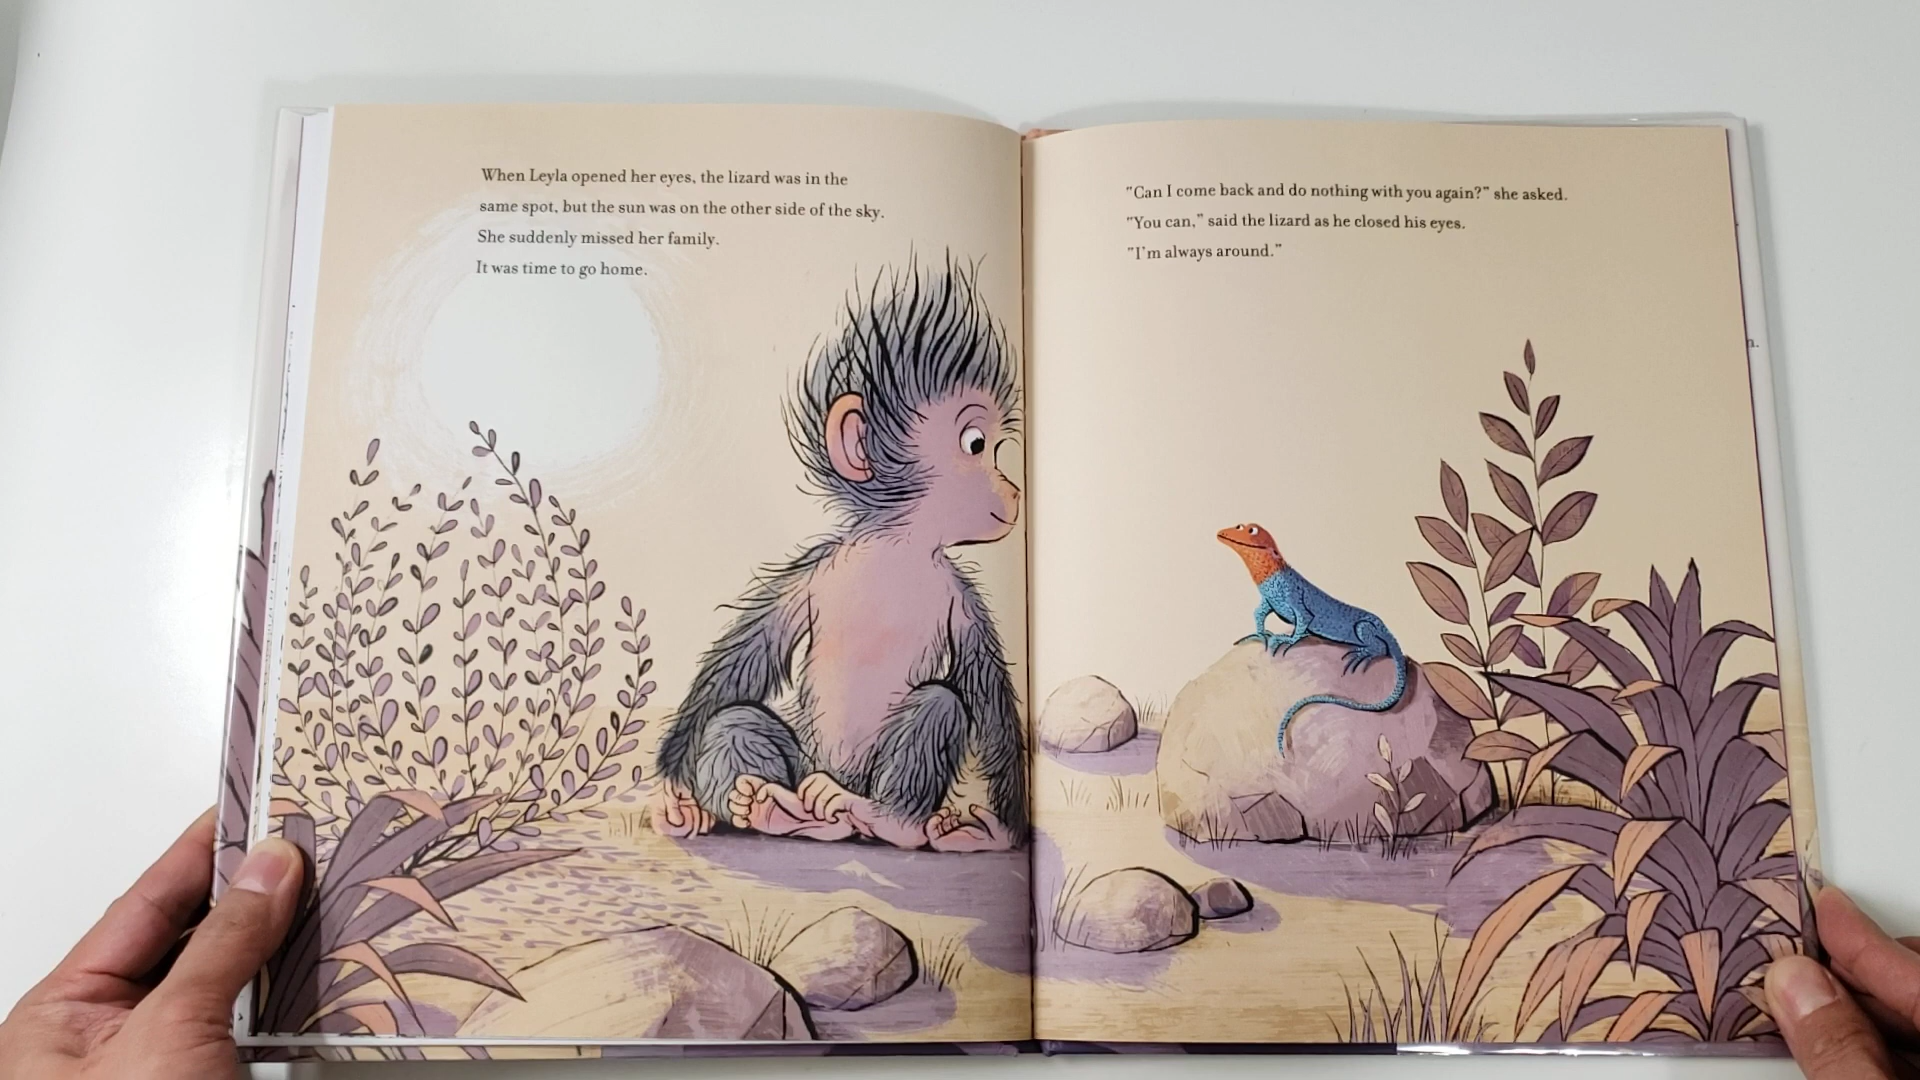 When Leyla opened her eyes, the lizard was in the
same spot, but the sun was on the other side of the sky.
She suddenly missed her family.
It was time to go home.
"Can I come back and do nothing with you again?" she asked.
"You can," said the lizard as he closed his eyes.
"I'm always around."